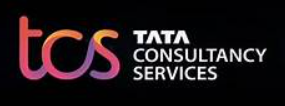 tcs
TATA
CONSULTANCY
SERVICES